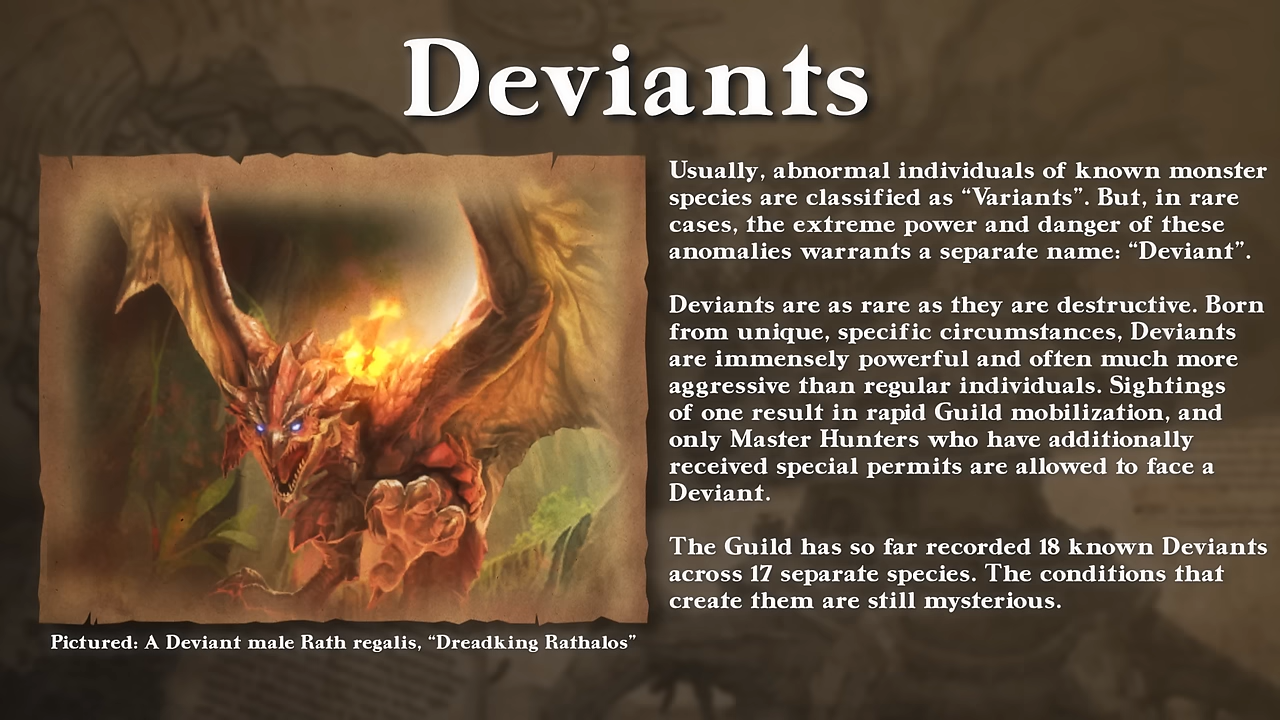 Deviants
Usually, abnormal individuals of known monster
species are classified as “Variants”. But, in rare
cases, the extreme power and danger of these
anomalies warrants a separate name: “Deviant”.
Deviants are as rare as they are destructive. Born
from unique, specific circumstances, Deviants
are immensely powerful and often much more
aggressive than regular individuals. Sightings
of one result in rapid Guild mobilization, and
only Master Hunters who have additionally
received special permits are allowed to face a
Deviant.
The Guild has so far recorded 18 known Deviants
across 17 separate species. The conditions that
create them are still mysterious.
Pictured: A Deviant male Rath regalis, “Dreadking Rathalos”